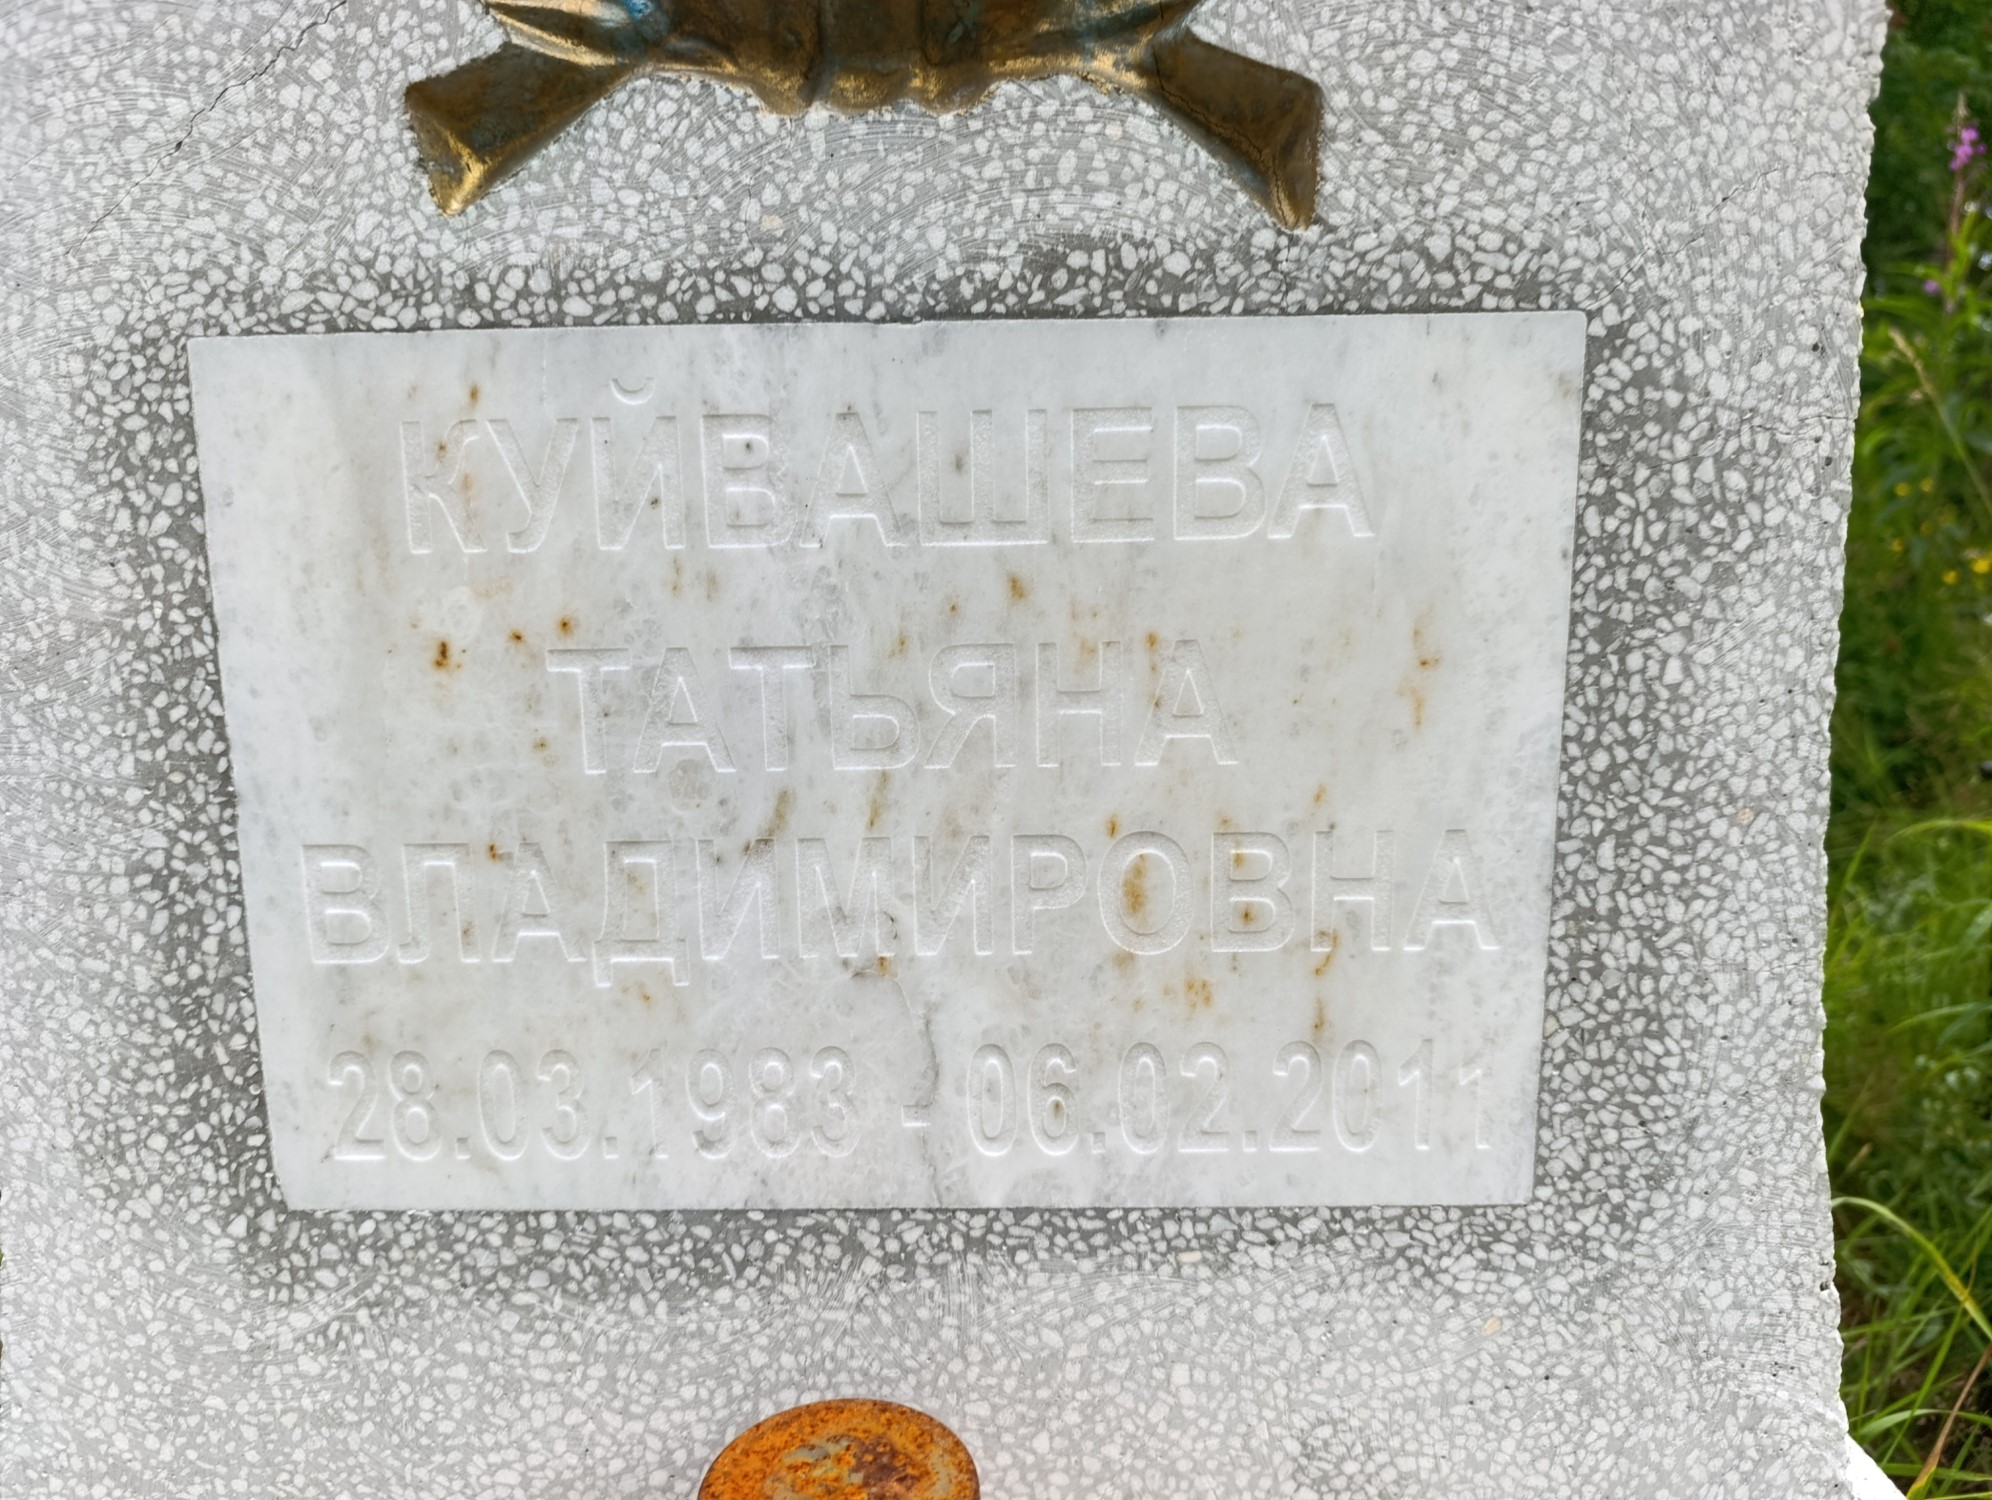 КУЙВАШЕВА
ТАТЬЯНА
ВЛАДИМИРОВНА
28.03.1983 - 06.02.2011